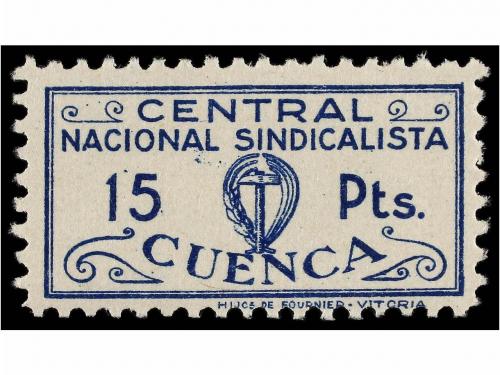 CENTRAL
NACIONAL SINDICALISTA
15 Pts.
CUENCA
HIJOS DE FOURNIER - VITORIA